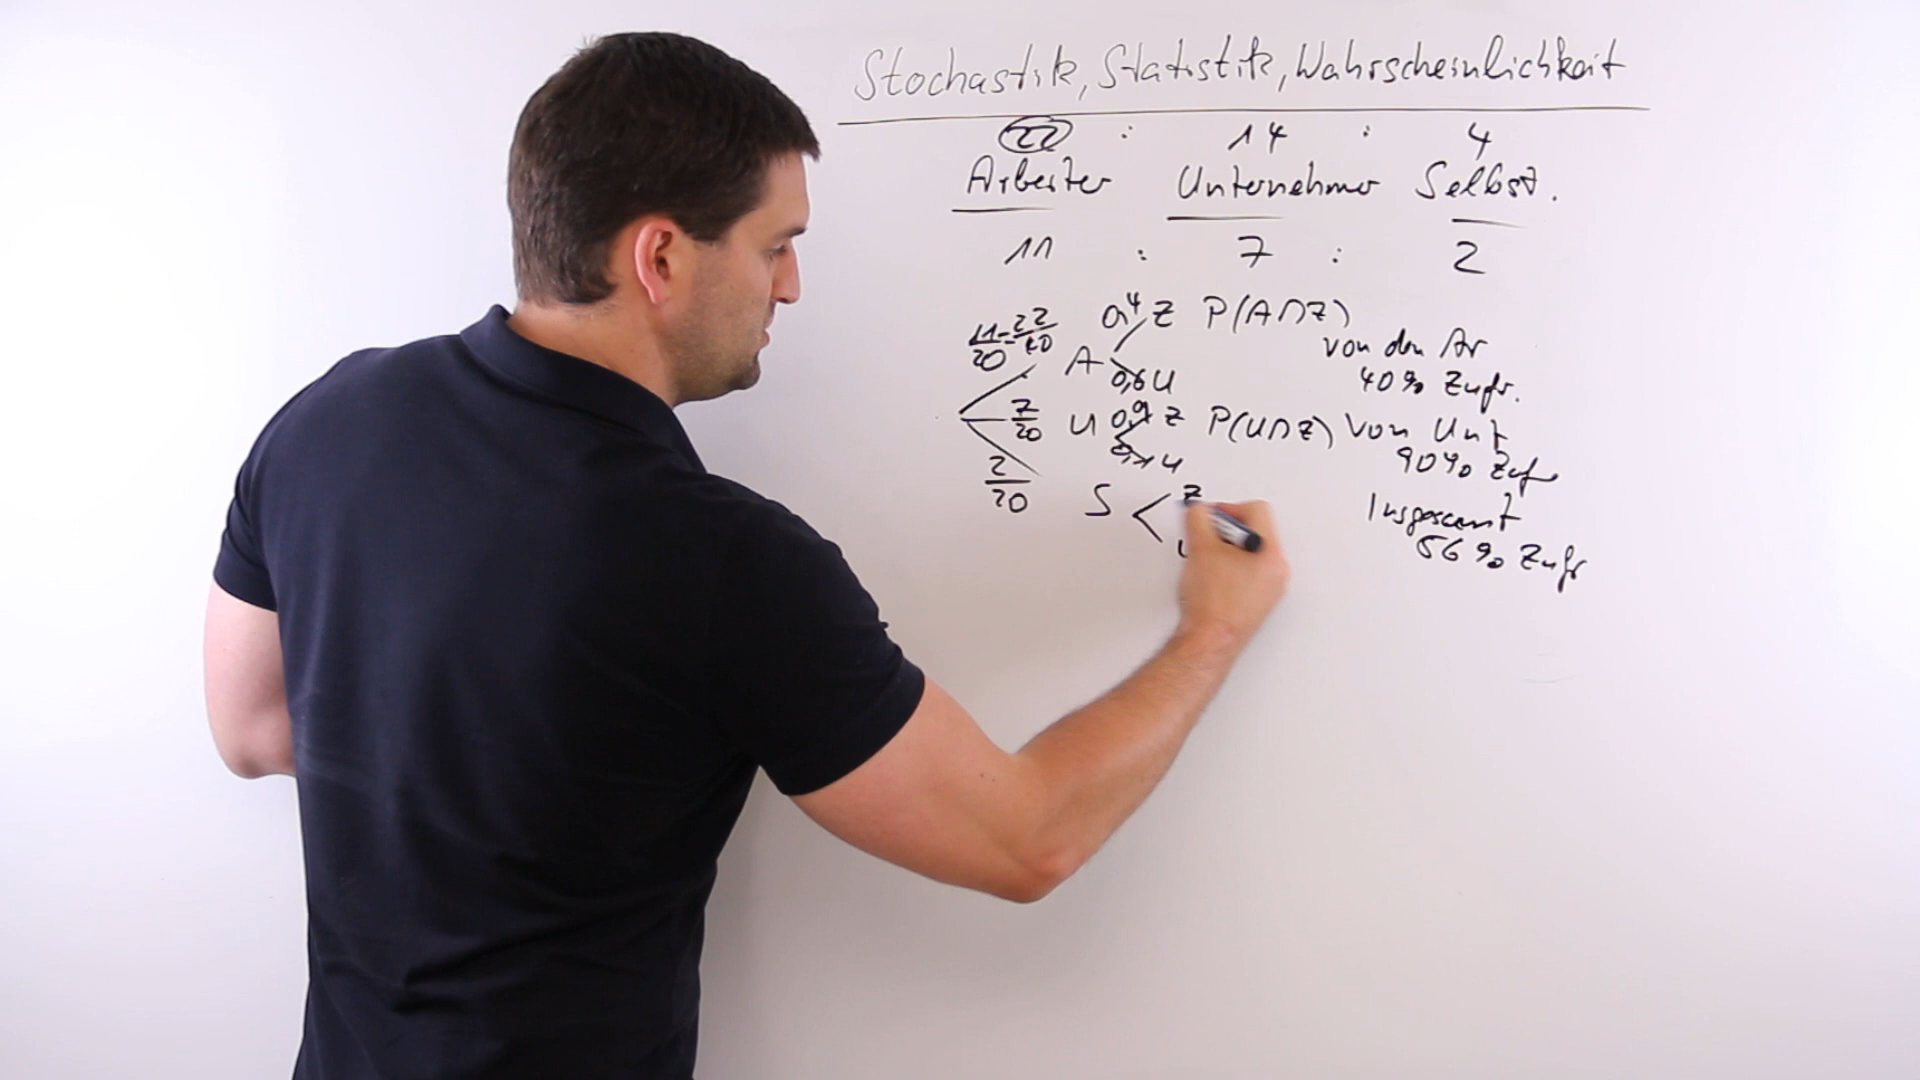 Stochastik, Statistik, Wahrscheinlichkeit
22 : 14 : 4
Arbeiter Unternehmer Selbst.
11 : 7 : 2
11/20 = 22/40 A 0,4 Z P(A∩Z)
0,6 U
von den Ar
40% Zufr.
7/20 U 0,9 Z P(U∩Z) von Unt
0,1 U
90% Zuf
2/20 S Z
U
Insgesamt
56% Zufr